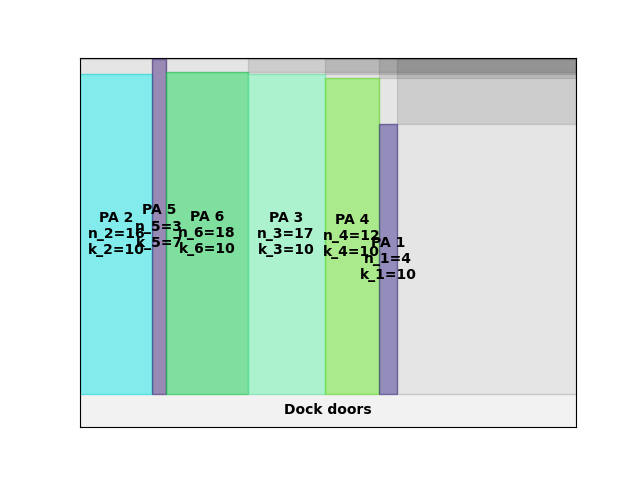 PA 2
n_2=16
k_2=10
PA 5
n_5=3
k_5=7
PA 6
n_6=18
k_6=10
PA 3
n_3=17
k_3=10
PA 4
n_4=12
k_4=10
PA 1
n_1=4
k_1=10
Dock doors